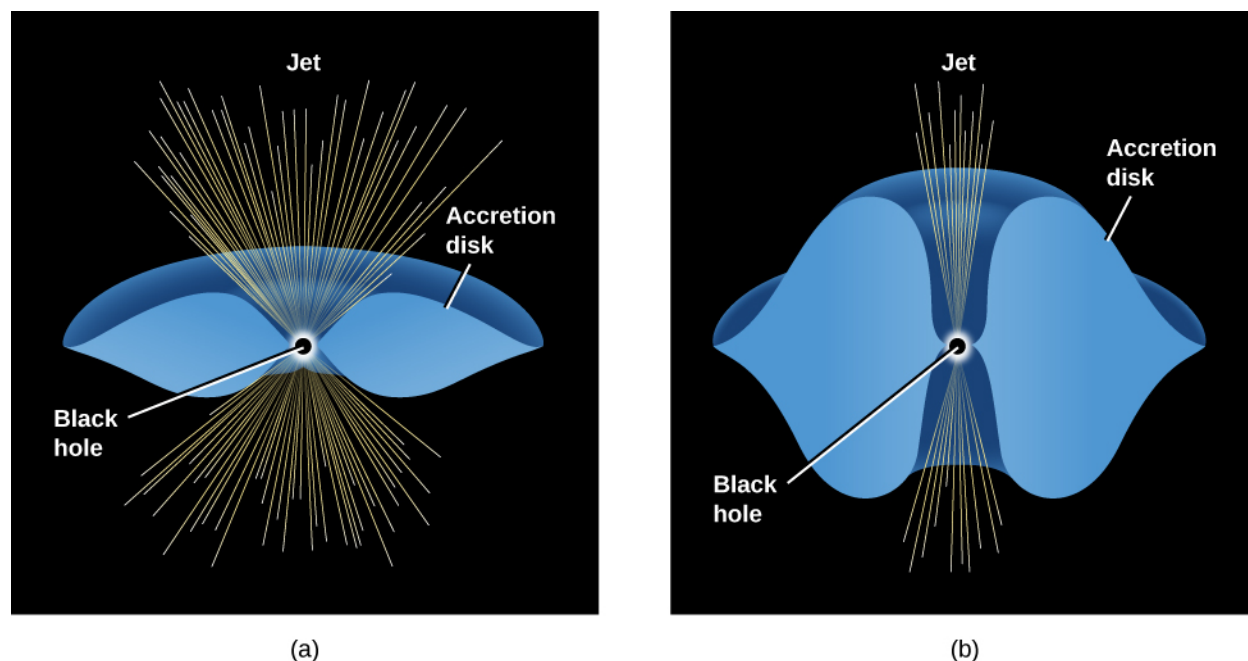 Jet
Accretion
disk
Black
hole
(a)
Jet
Accretion
disk
Black
hole
(b)